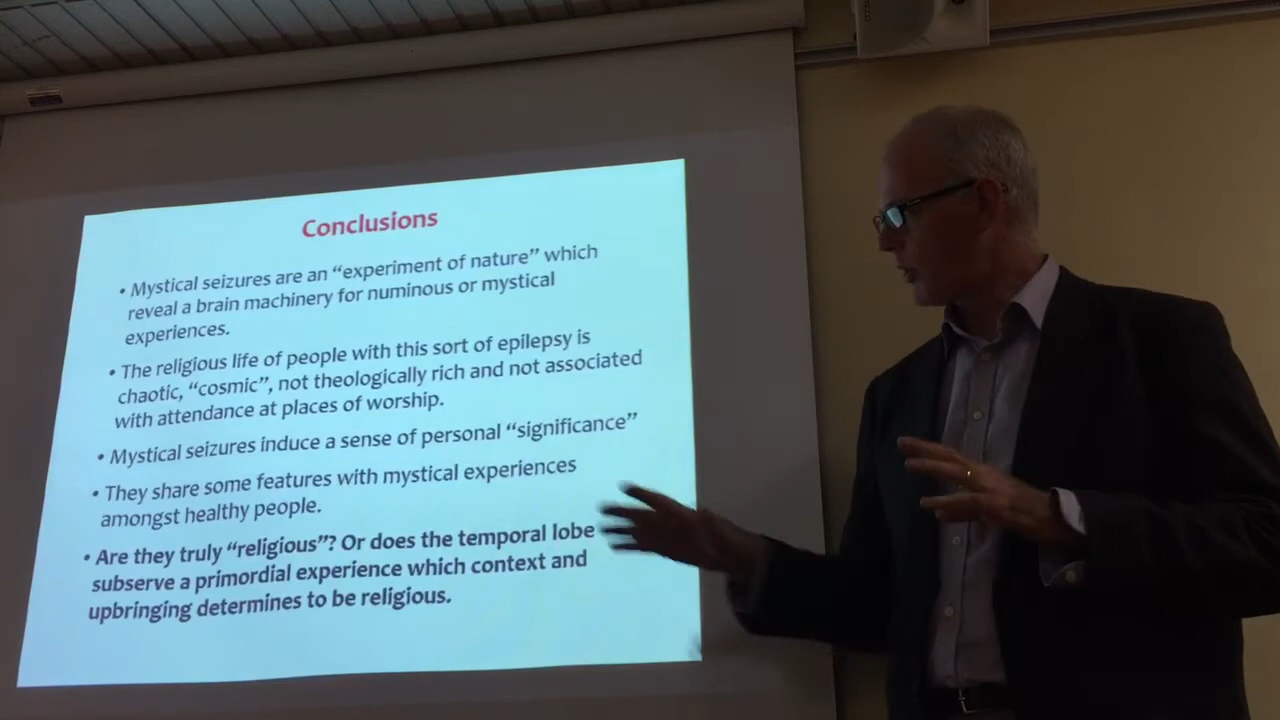 Conclusions
• Mystical seizures are an “experiment of nature” which
reveal a brain machinery for numinous or mystical
experiences.
• The religious life of people with this sort of epilepsy is
chaotic, “cosmic”, not theologically rich and not associated
with attendance at places of worship.
• Mystical seizures induce a sense of personal “significance”
• They share some features with mystical experiences
amongst healthy people.
• Are they truly “religious”? Or does the temporal lobe
subserve a primordial experience which context and
upbringing determines to be religious.